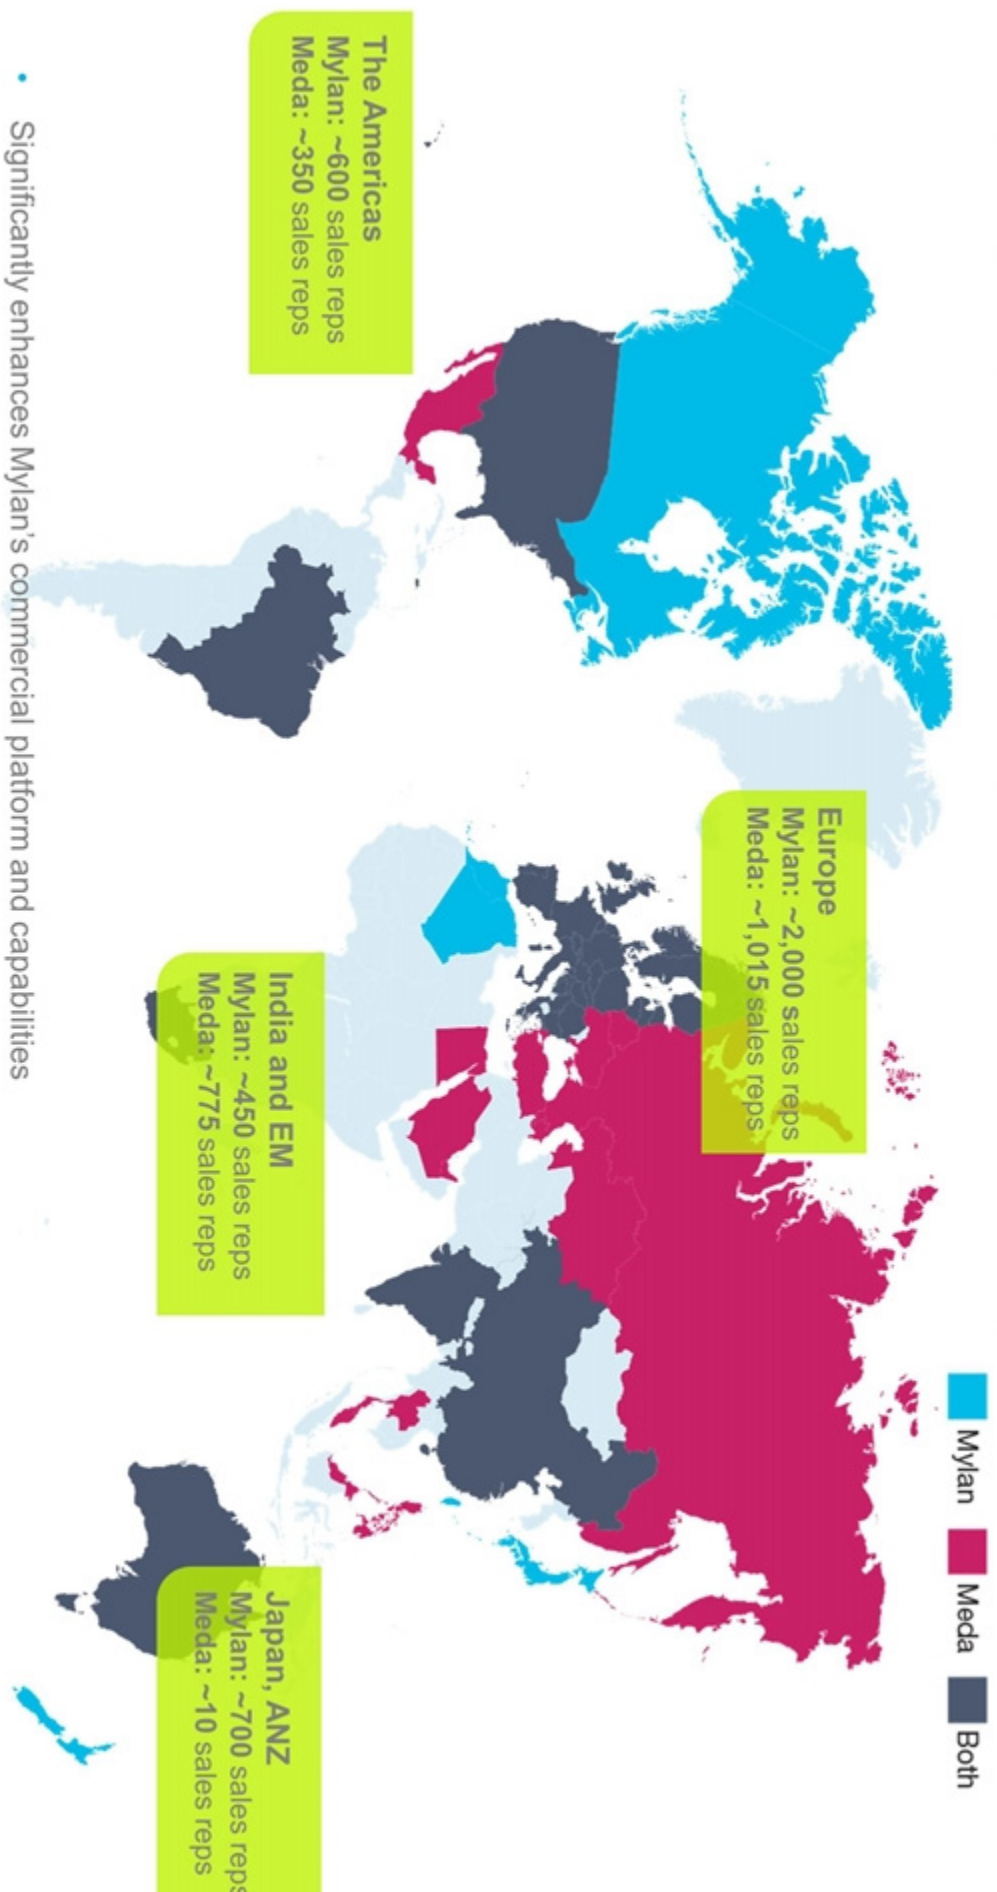 Mylan
Meda
Both
The Americas
Mylan: ~600 sales reps
Meda: ~350 sales reps
Europe
Mylan: ~2,000 sales reps
Meda: ~1,015 sales reps
India and EM
Mylan: ~450 sales reps
Meda: ~775 sales reps
Japan, ANZ
Mylan: ~700 sales reps
Meda: ~10 sales reps
• Significantly enhances Mylan's commercial platform and capabilities